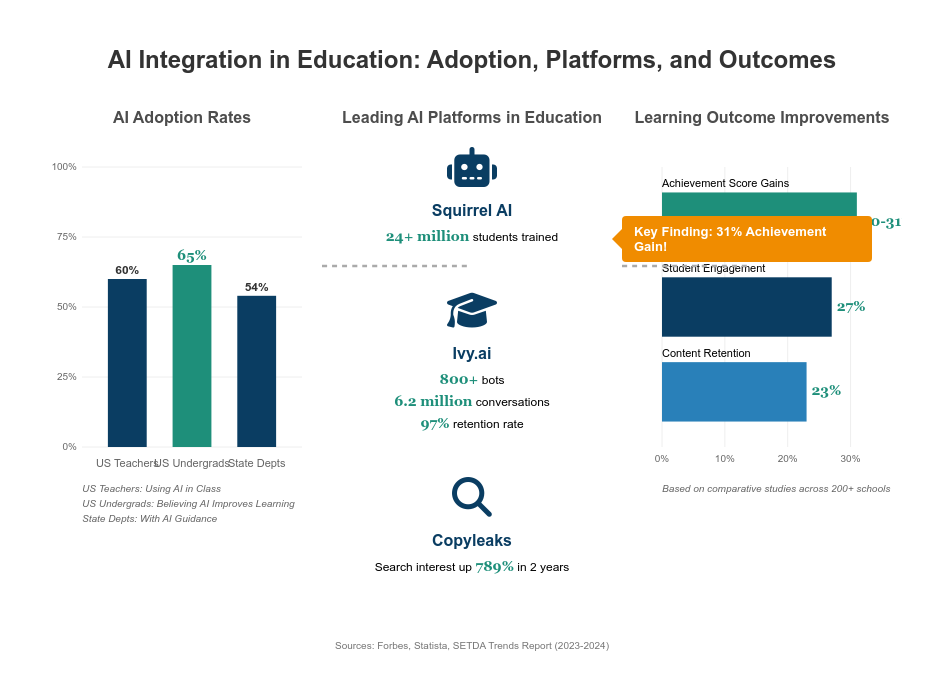 AI Integration in Education: Adoption, Platforms, and Outcomes
AI Adoption Rates
100%
75%
50%
25%
0%
60%
65%
54%
US Teachers
US Undergrads
State Depts
US Teachers: Using AI in Class
US Undergrads: Believing AI Improves Learning
State Depts: With AI Guidance
Leading AI Platforms in Education
Squirrel AI
24+ million students trained
Ivy.ai
800+ bots
6.2 million conversations
97% retention rate
Copyleaks
Search interest up 789% in 2 years
Learning Outcome Improvements
Achievement Score Gains
0-31
Key Finding: 31% Achievement
Gain!
Student Engagement
27%
Content Retention
23%
0%
10%
20%
30%
Based on comparative studies across 200+ schools
Sources: Forbes, Statista, SETDA Trends Report (2023-2024)